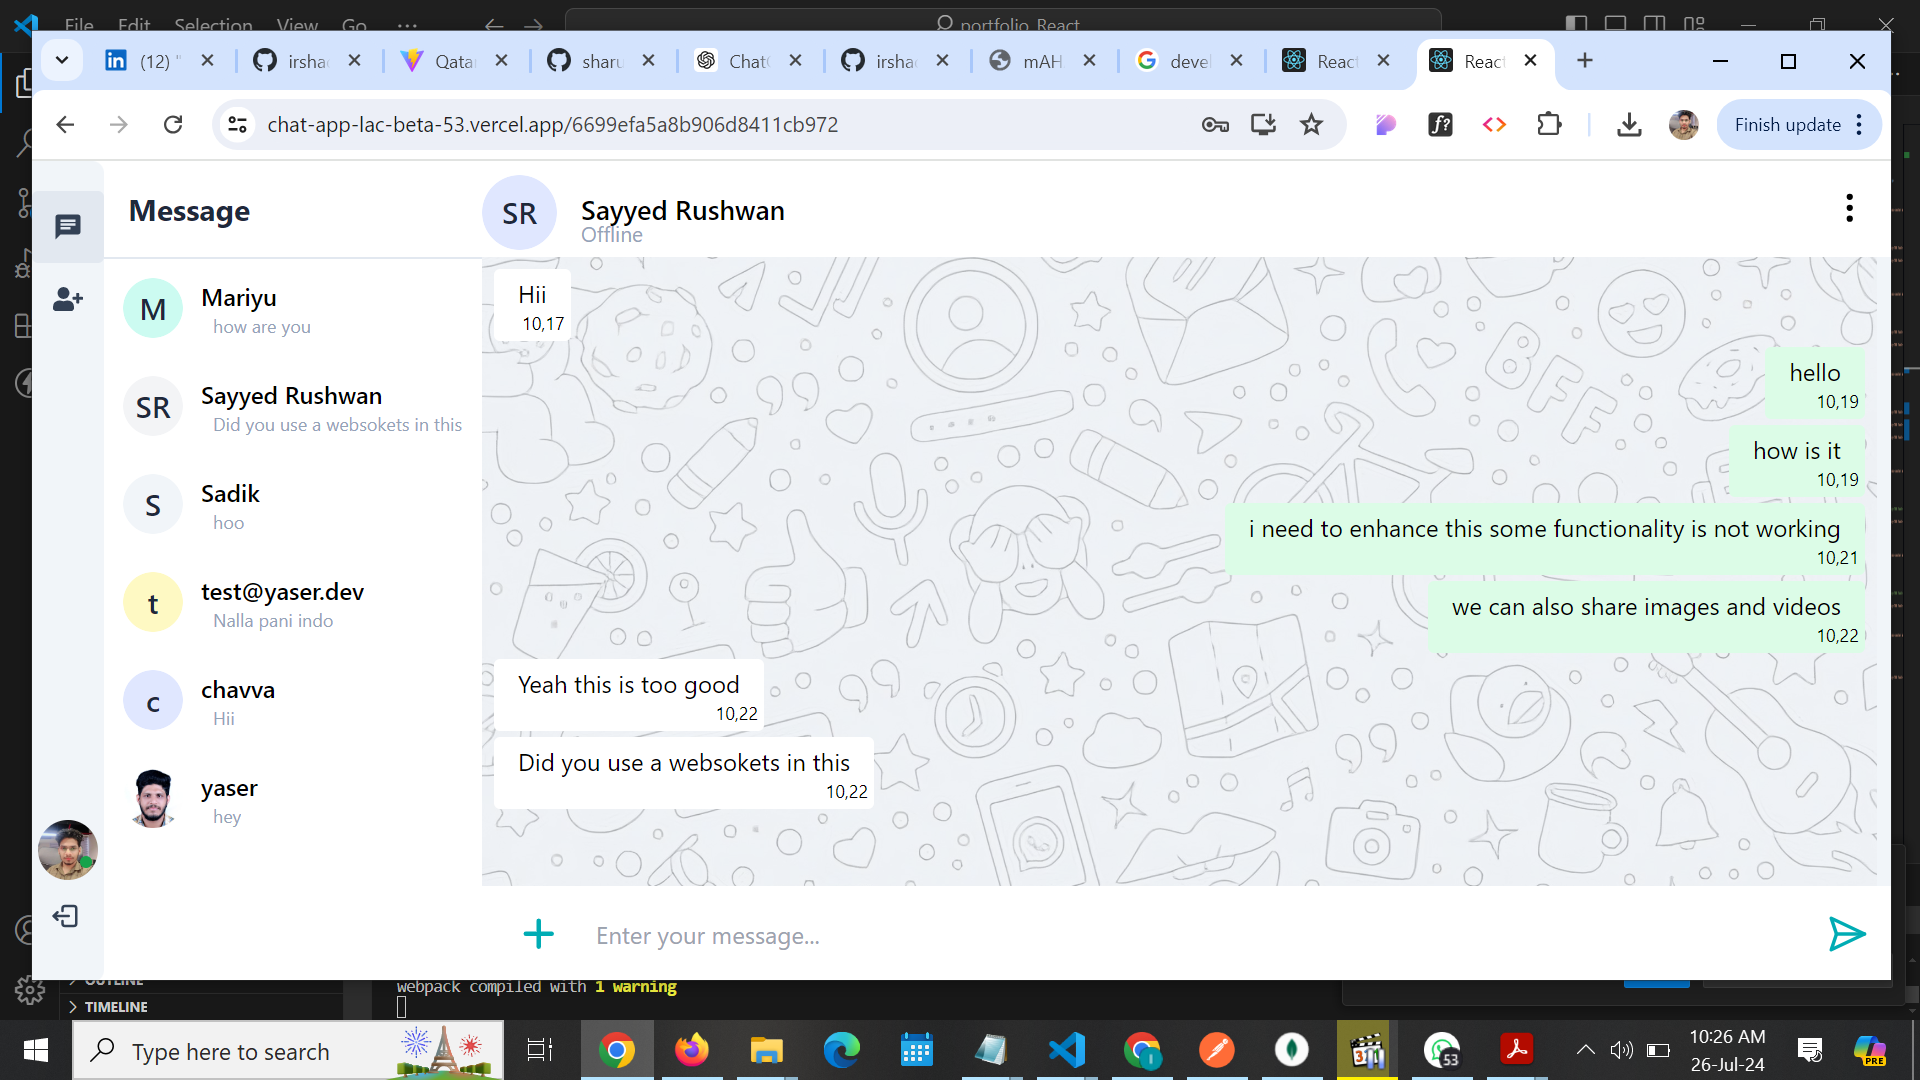 File Edit Selection View Go ... portfolio_React
(12) " irsha Qata sharu Chat irsha mAH devel React React
chat-app-lac-beta-53.vercel.app/6699efa5a8b906d8411cb972
f?
Finish update
Message
SR
Sayyed Rushwan
Offline
M
Mariyu
how are you
SR
Sayyed Rushwan
Did you use a websokets in this
S
Sadik
hoo
t
test@yaser.dev
Nalla pani indo
c
chavva
Hii
yaser
hey
Hii
10,17
hello
10,19
how is it
10,19
i need to enhance this some functionality is not working
10,21
we can also share images and videos
10,22
Yeah this is too good
10,22
Did you use a websokets in this
10,22
BFF
Enter your message...
OUTLINE
TIMELINE
webpack compiled with 1 warning
Type here to search
I
53
10:26 AM
26-Jul-24
PRE